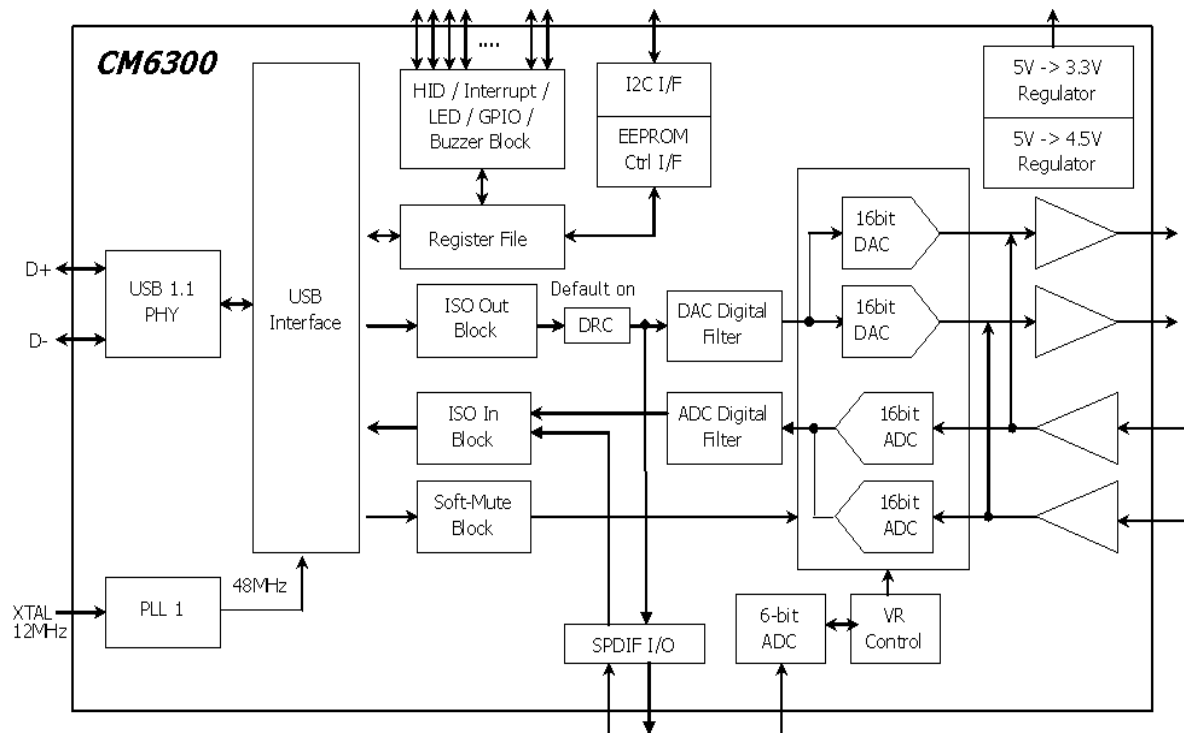 CM6300
....
HID / Interrupt /
LED / GPIO /
Buzzer Block
I2C I/F
EEPROM
Ctrl I/F
5V -> 3.3V
Regulator
5V -> 4.5V
Regulator
Register File
16bit
DAC
D+
D-
USB 1.1
PHY
USB
Interface
ISO Out
Block
Default on
DRC
DAC Digital
Filter
16bit
DAC
ISO In
Block
ADC Digital
Filter
16bit
ADC
Soft-Mute
Block
16bit
ADC
XTAL
12MHz
PLL 1
48MHz
SPDIF I/O
6-bit
ADC
VR
Control